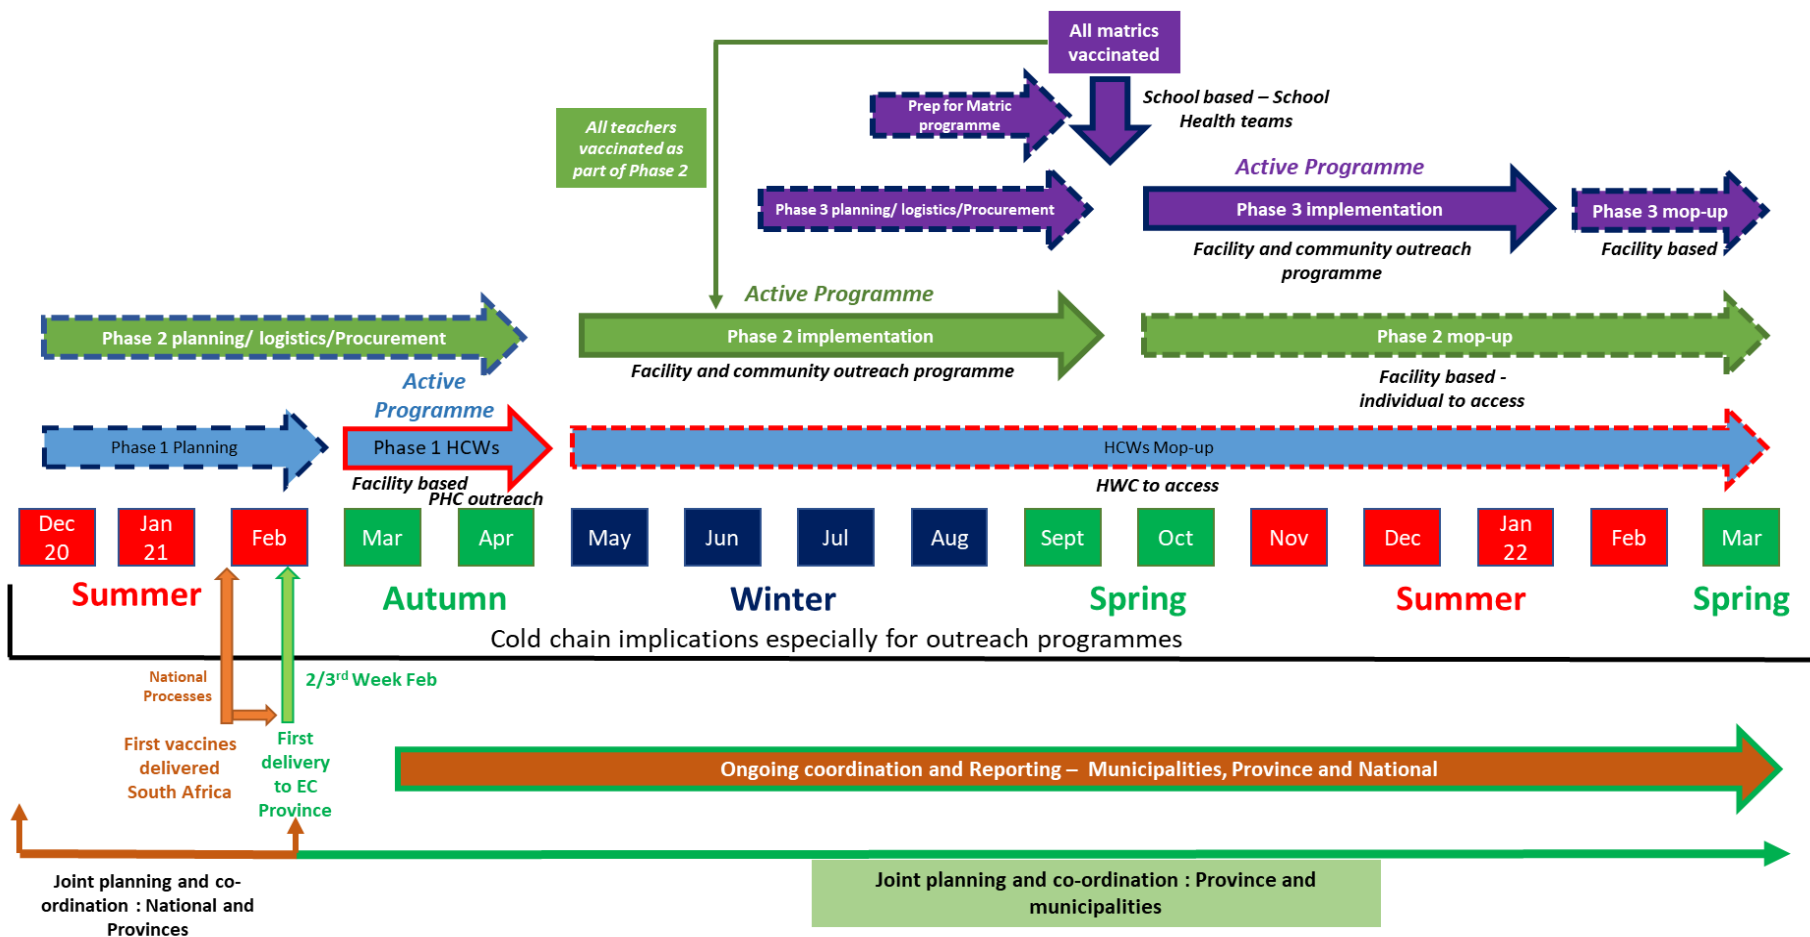 All matrics
vaccinated
Prep for Matric
programme
School based – School
Health teams
All teachers
vaccinated as
part of Phase 2
Active Programme
Phase 3 planning/ logistics/Procurement
Phase 3 implementation
Phase 3 mop-up
Facility and community outreach
programme
Facility based
Active Programme
Phase 2 planning/ logistics/Procurement
Phase 2 implementation
Phase 2 mop-up
Facility and community outreach programme
Facility based -
individual to access
Active
Programme
Phase 1 Planning
Phase 1 HCWs
HCWs Mop-up
Facility based
PHC outreach
HWC to access
Dec
20
Jan
21
Feb
Mar
Apr
May
Jun
Jul
Aug
Sept
Oct
Nov
Dec
Jan
22
Feb
Mar
Summer
Autumn
Winter
Spring
Summer
Spring
Cold chain implications especially for outreach programmes
National
Processes
2/3rd Week Feb
First vaccines
delivered
South Africa
First
delivery
to EC
Province
Ongoing coordination and Reporting – Municipalities, Province and National
Joint planning and co-
ordination : National and
Provinces
Joint planning and co-ordination : Province and
municipalities